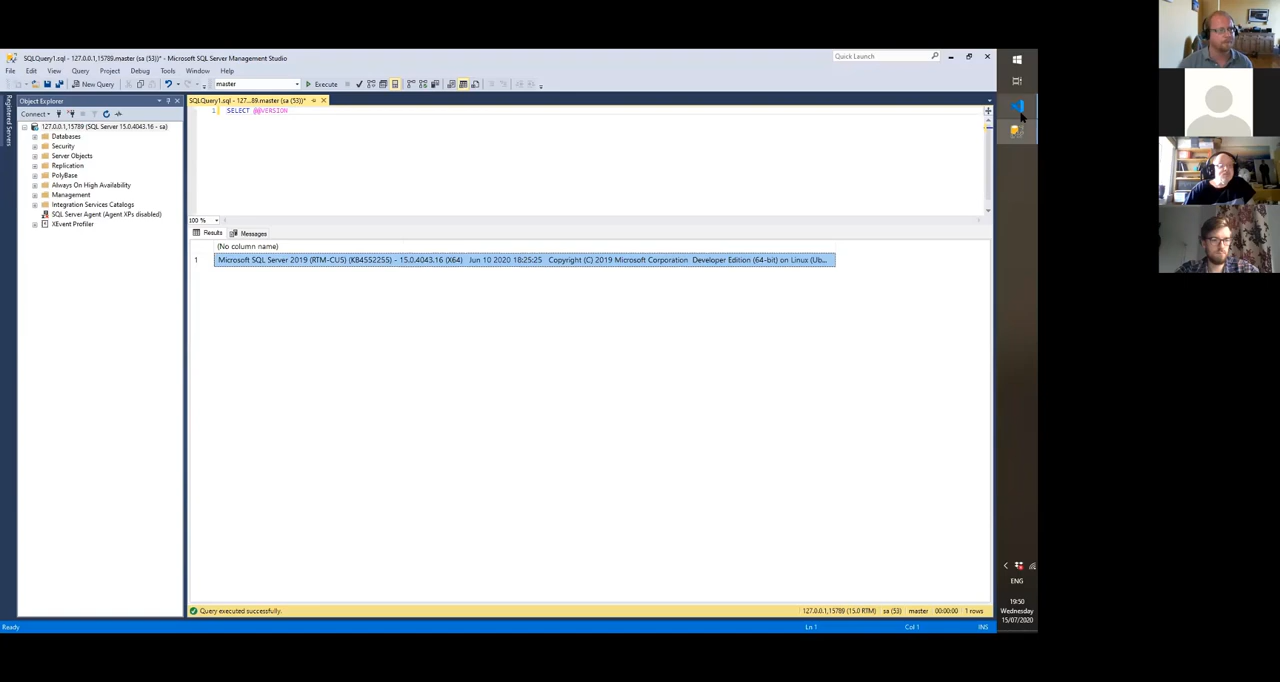 SQLQuery1.sql - 127.0.0.1,15789.master (sa (53))* - Microsoft SQL Server Management Studio
Quick Launch
File Edit View Query Project Debug Tools Window Help
New Query master Execute
Registered Servers
Object Explorer
SQLQuery1.sql - 127...89.master (sa (53))*
Connect
1 SELECT @@VERSION
127.0.0.1,15789 (SQL Server 15.0.4043.16 - sa)
Databases
Security
Server Objects
Replication
PolyBase
Always On High Availability
Management
Integration Services Catalogs
SQL Server Agent (Agent XPs disabled)
XEvent Profiler
100 %
Results Messages
(No column name)
1 Microsoft SQL Server 2019 (RTM-CU5) (KB4552255) - 15.0.4043.16 (X64) Jun 10 2020 18:25:25 Copyright (C) 2019 Microsoft Corporation Developer Edition (64-bit) on Linux (Ub...
Query executed successfully.
127.0.0.1,15789 (15.0 RTM) sa (53) master 00:00:00 1 rows
Ready
Ln 1 Col 1 INS
ENG
19:50
Wednesday
15/07/2020